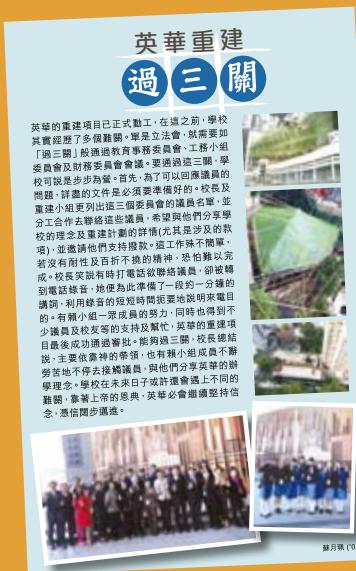 英華重建
過三關
英華的重建項目已正式動工,在這之前,學校
其實經歷了多個難關。單是立法會,就需要如
「過三關」般通過教育事務委員會、工務小組
委員會及財務委員會會議。要通過這三關,學
校可說是步步為營。首先,為了可以回應議員的
問題,詳盡的文件是必須要準備好的。校長及
重建小組更列出這三個委員會的議員名單,並
分工合作去聯絡這些議員,希望與他們分享學
校的理念及重建計劃的詳情(尤其是涉及的款
項),並邀請他們支持撥款。這工作殊不簡單,
若沒有耐性及百折不撓的精神,恐怕難以完
成。校長笑說有時打電話欲聯絡議員,卻被轉
到電話錄音,她便為此準備了一段約一分鐘的
講詞,利用錄音的短短時間扼要地說明來電目
的。有賴小組一眾成員的努力,同時也得到不
少議員及校友等的支持及幫忙,英華的重建項
目最後成功通過審批。能夠過三關,校長總結
說,主要依靠神的帶領,也有賴小組成員不辭
勞苦地不停去接觸議員,與他們分享英華的辦
學理念。學校在未來日子或許還會遇上不同的
難關,靠著上帝的恩典,英華必會繼續堅持信
念,憑信闊步邁進。
蘇月珮 ('0